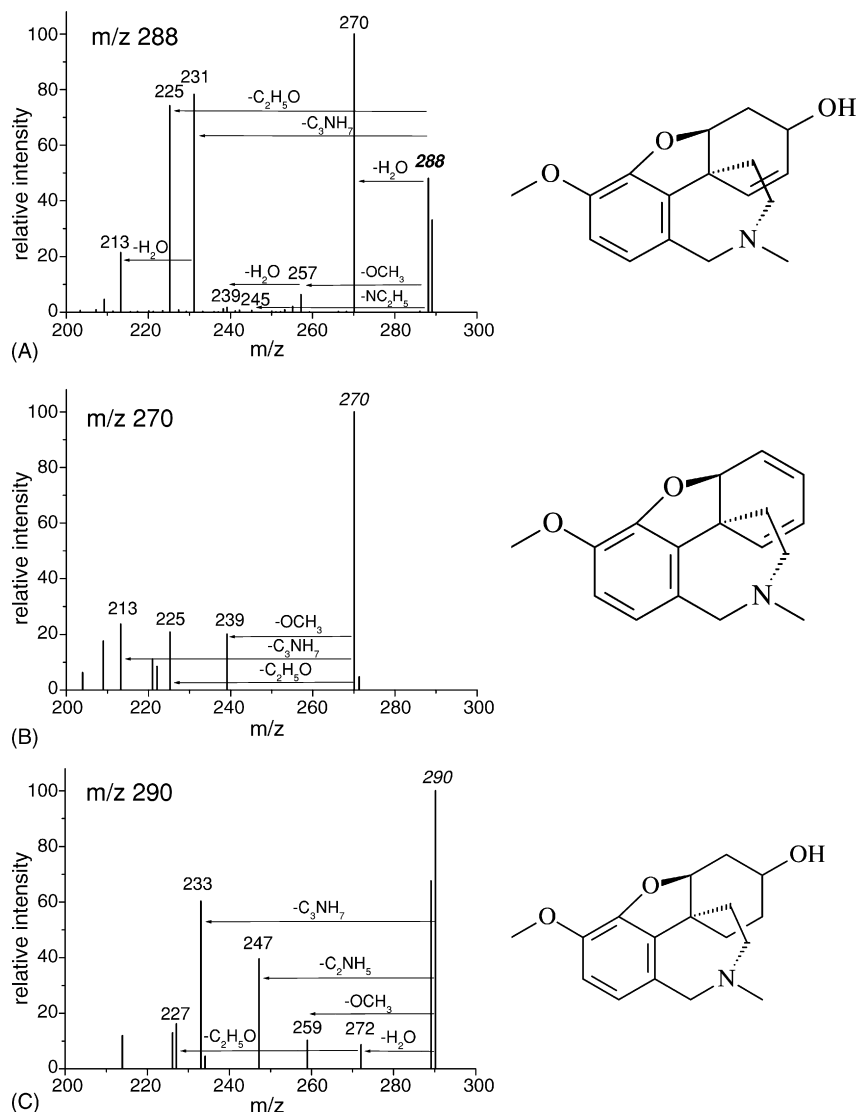 m/z 288
270
231
225
-C₂H₅O
-C₃NH₇
288
-H₂O
213
-H₂O
-H₂O
257
-OCH₃
239
245
-NC₂H₅
relative intensity
100
80
60
40
20
0
200 220 240 260 280 300
m/z
(A)
O
O
OH
N
m/z 270
270
213
225
239
-OCH₃
-C₃NH₇
-C₂H₅O
relative intensity
100
80
60
40
20
0
200 220 240 260 280 300
m/z
(B)
O
O
N
m/z 290
290
233
-C₃NH₇
247
-C₂NH₅
-OCH₃
227
-C₂H₅O
259
272
-H₂O
relative intensity
100
80
60
40
20
0
200 220 240 260 280 300
m/z
(C)
O
O
OH
N